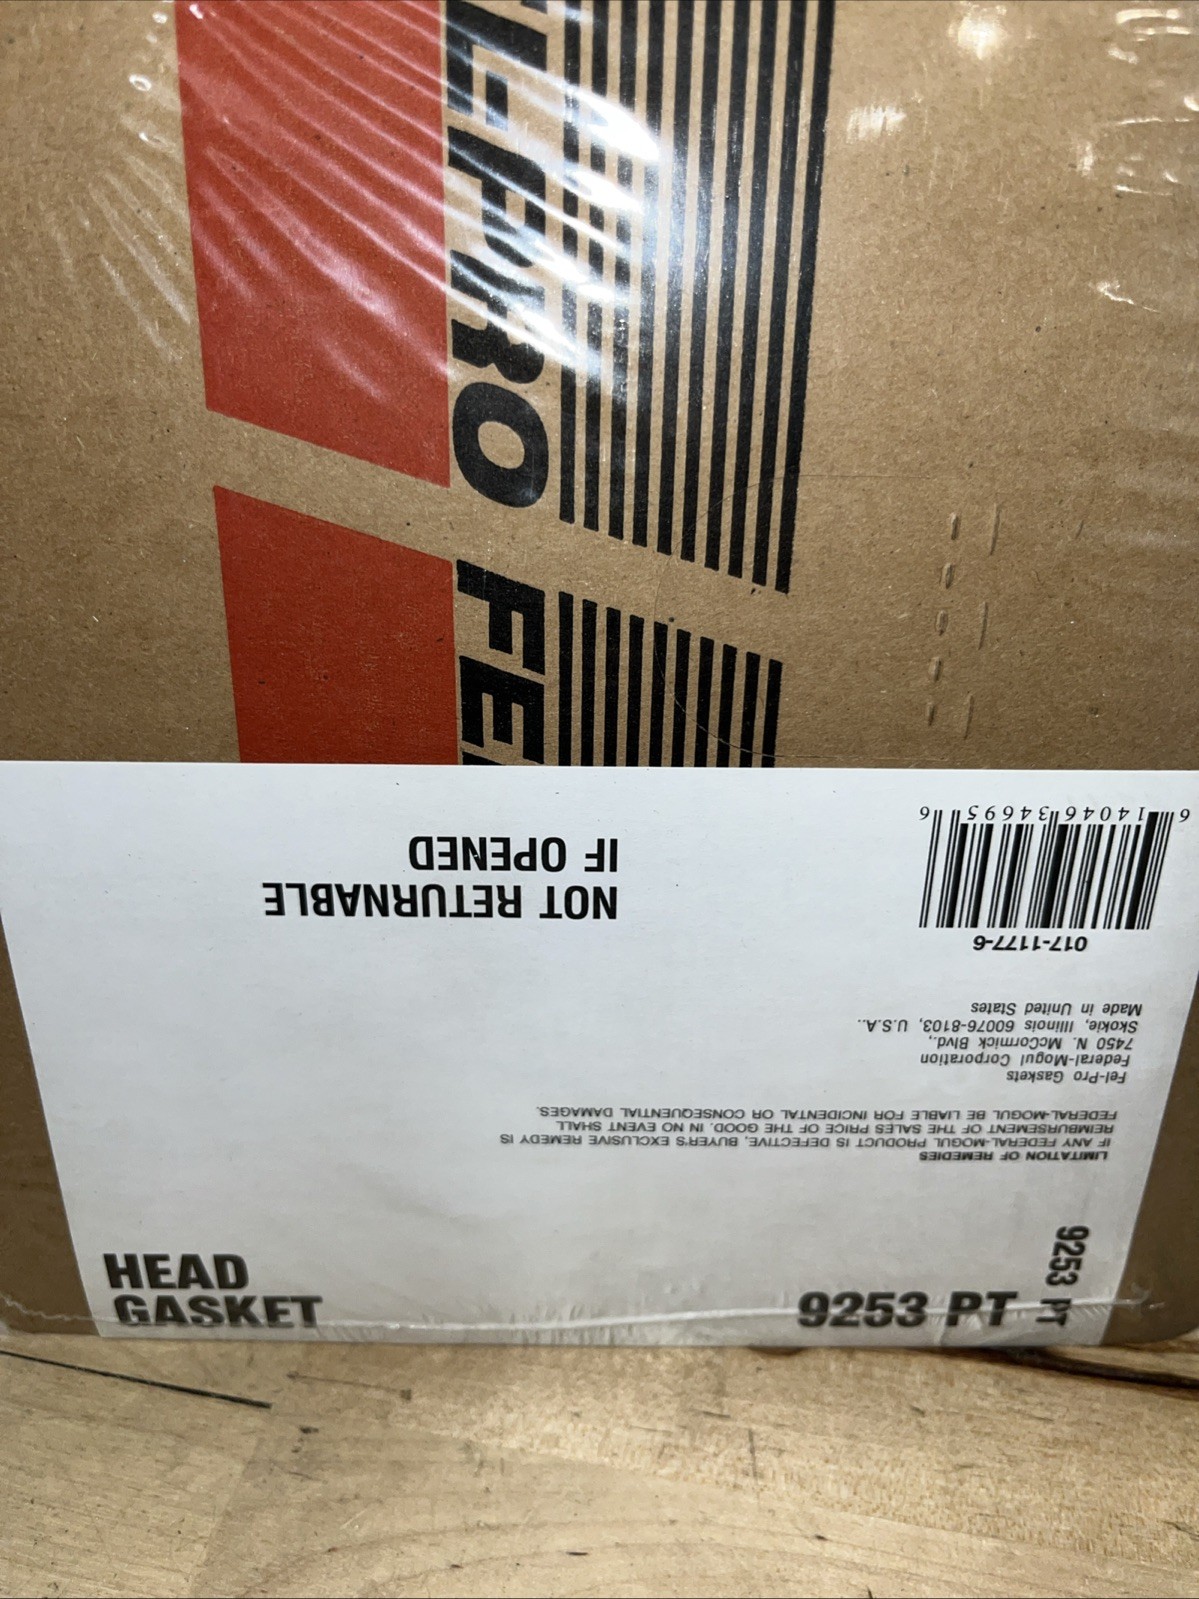 FEL-PRO FEL
NOT RETURNABLE
IF OPENED
6 14046 34695 6
017-1177-6
Made in United States
Skokie, Illinois 60076-8103, U.S.A..
7450 N. McCormick Blvd.,
Federal-Mogul Corporation
Fel-Pro Gaskets
LIMITATION OF REMEDIES
IF ANY FEDERAL-MOGUL PRODUCT IS DEFECTIVE, BUYER'S EXCLUSIVE REMEDY IS
REIMBURSEMENT OF THE SALES PRICE OF THE GOOD. IN NO EVENT SHALL
FEDERAL-MOGUL BE LIABLE FOR INCIDENTAL OR CONSEQUENTIAL DAMAGES.
HEAD
GASKET
9253 PT
9253 PT